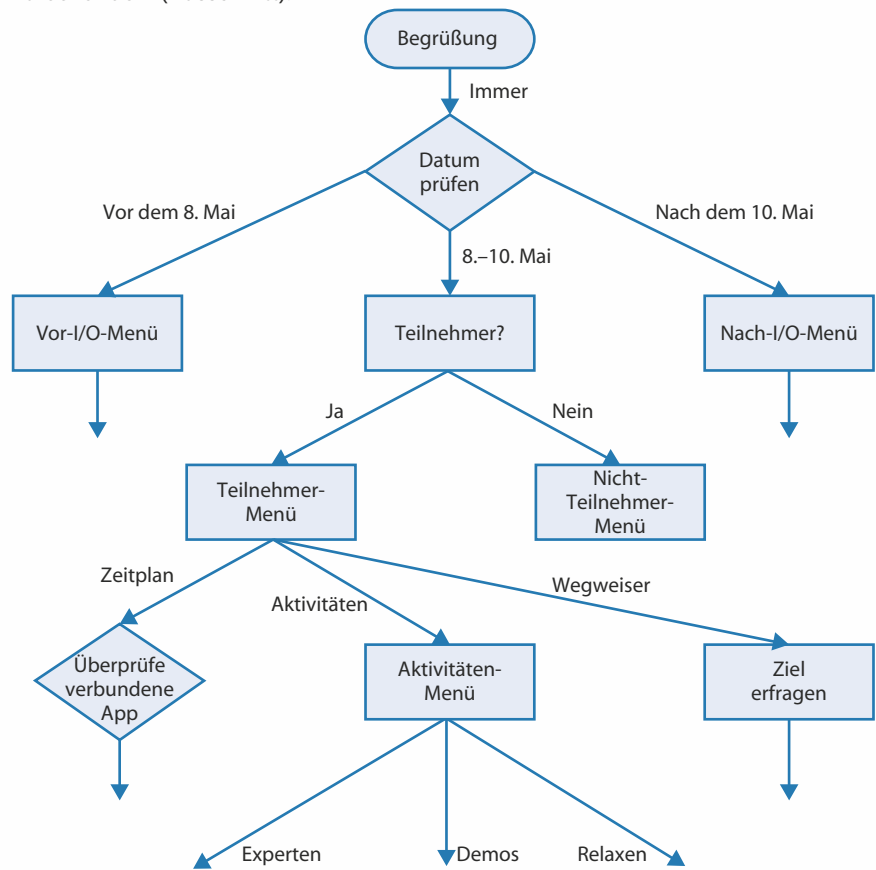 Begrüßung
Immer
Datum
prüfen
Vor dem 8. Mai
Nach dem 10. Mai
8.–10. Mai
Vor-I/O-Menü
Teilnehmer?
Nach-I/O-Menü
Ja
Nein
Teilnehmer-
Menü
Nicht-
Teilnehmer-
Menü
Zeitplan
Aktivitäten
Wegweiser
Überprüfe
verbundene
App
Aktivitäten-
Menü
Ziel
erfragen
Experten
Demos
Relaxen